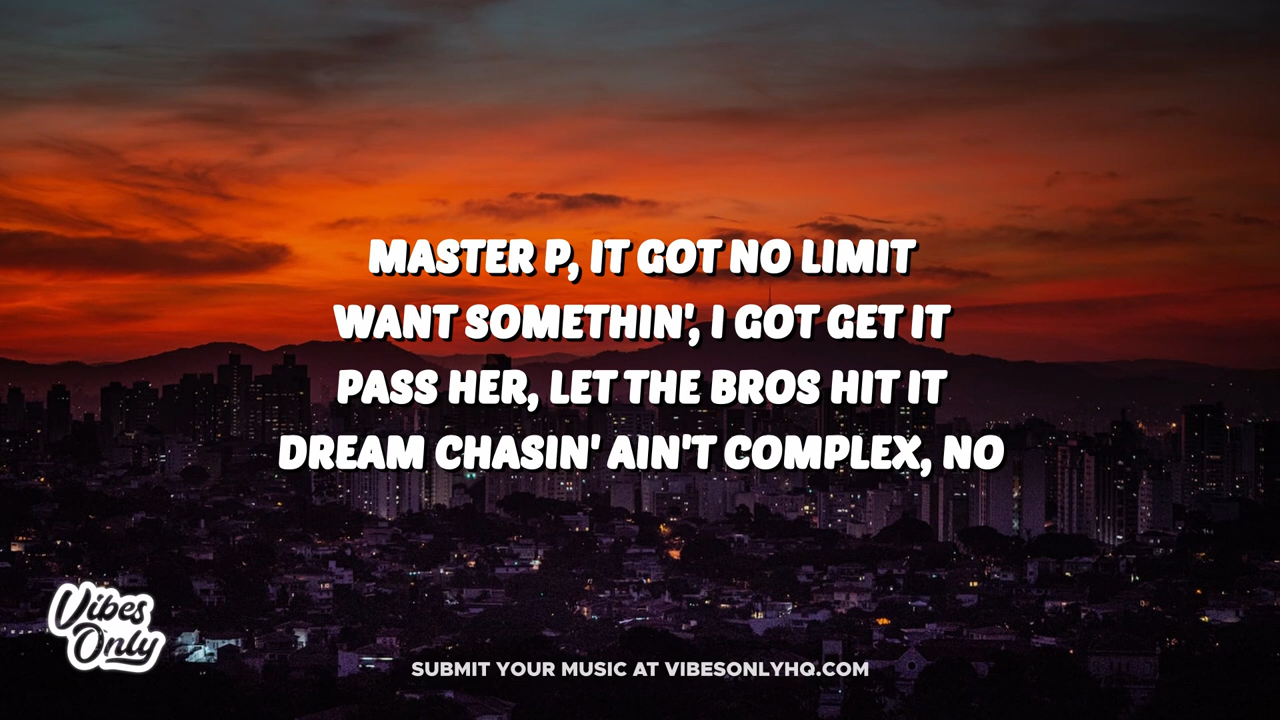 MASTER P, IT GOT NO LIMIT
WANT SOMETHIN', I GOT GET IT
PASS HER, LET THE BROS HIT IT
DREAM CHASIN' AIN'T COMPLEX, NO
Vibes
Only
SUBMIT YOUR MUSIC AT VIBESONLYHQ.COM